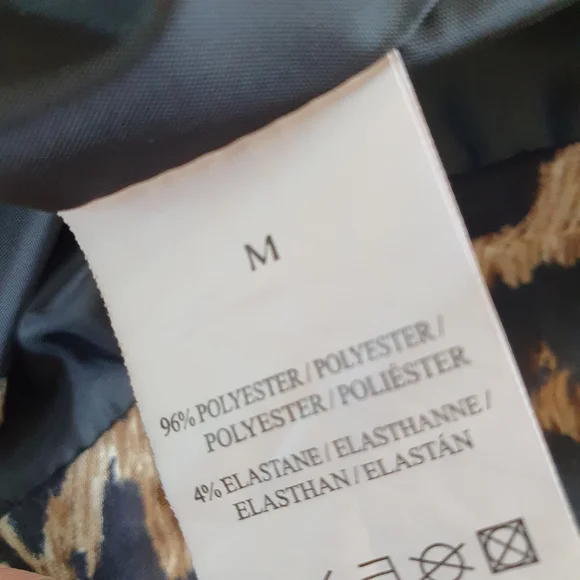 M
96% POLYESTER / POLYESTER /
POLYESTER / POLIÉSTER
4% ELASTANE / ELASTHANNE /
ELASTHAN / ELASTÁN